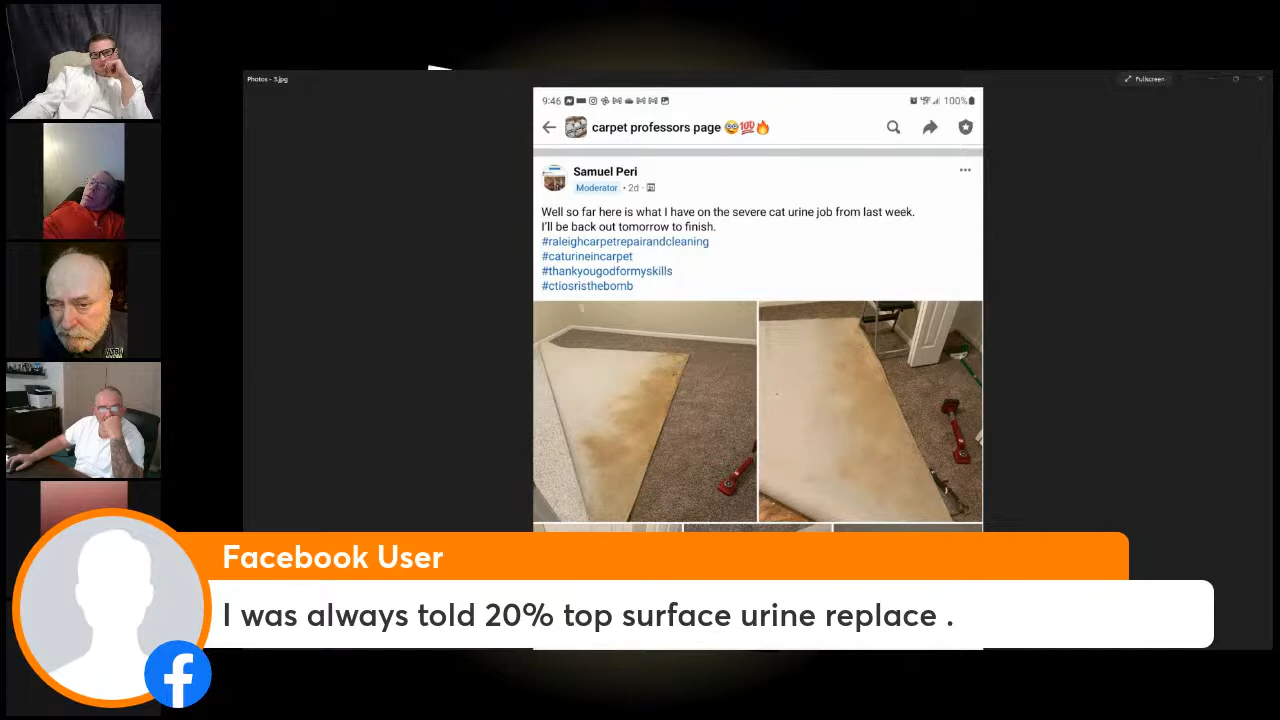 Photos - 3.jpg
Fullscreen
9:46
100%
carpet professors page 🤓💯🔥
Samuel Peri
Moderator • 2d •
Well so far here is what I have on the severe cat urine job from last week.
I'll be back out tomorrow to finish.
#raleighcarpetrepairandcleaning
#caturineincarpet
#thankyougodformyskills
#ctiosristhebomb
Facebook User
I was always told 20% top surface urine replace .